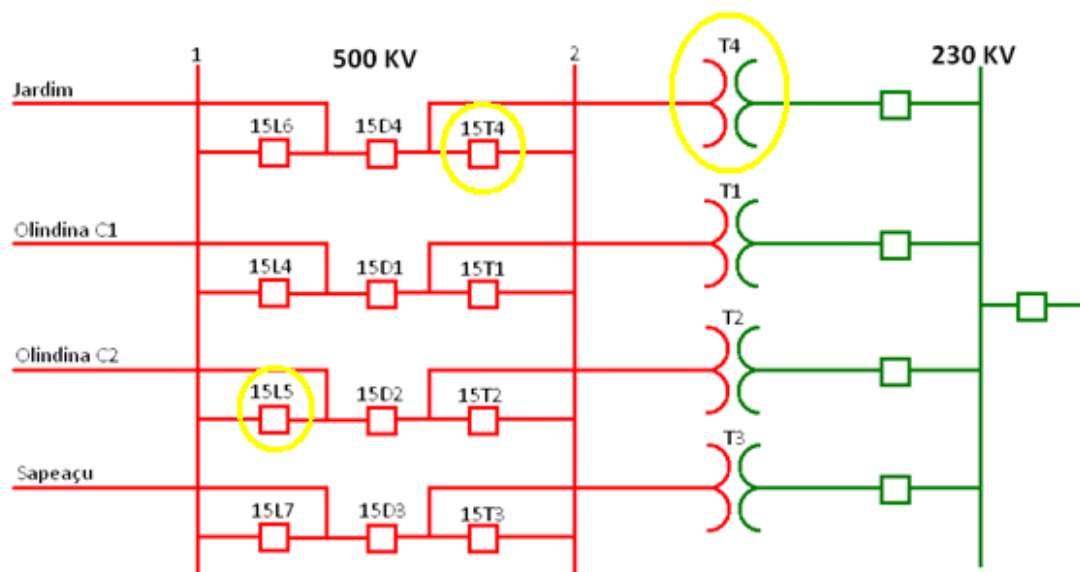 1 500 KV 2 T4 230 KV
Jardim
15L6 15D4 15T4
T1
Olindina C1
15L4 15D1 15T1
T2
Olindina C2
15L5 15D2 15T2
T3
Sapeaçu
15L7 15D3 15T3